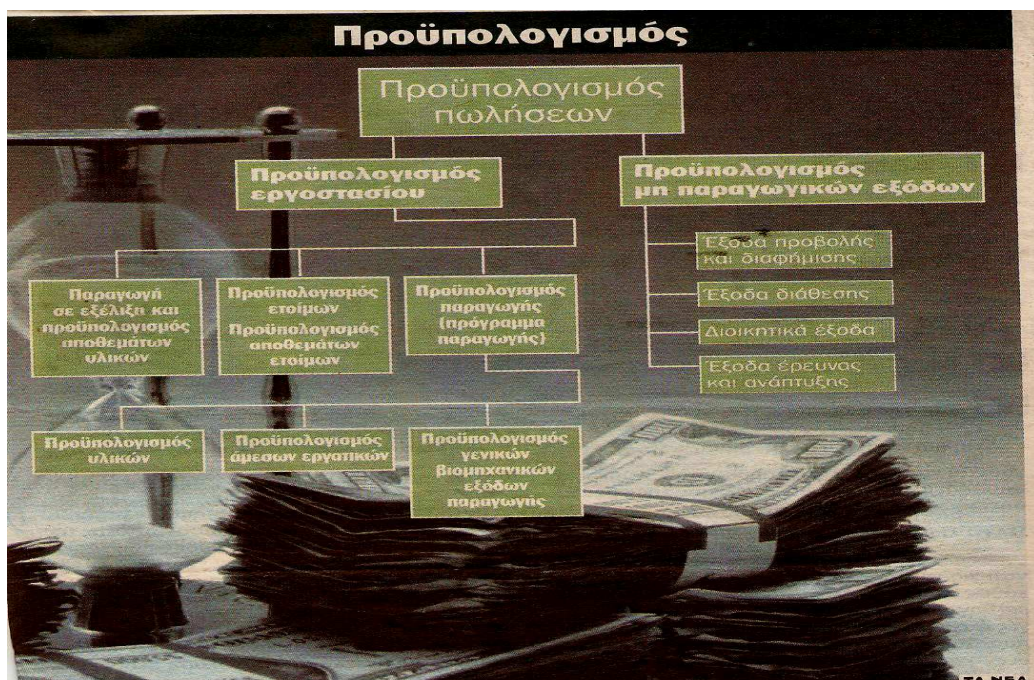 Προϋπολογισμός
Προϋπολογισμός
πωλήσεων
Προϋπολογισμός
εργοστασίου
Προϋπολογισμός
μη παραγωγικών εξόδων
Έξοδα προβολής
και διαφήμισης
Έξοδα διάθεσης
Διοικητικά έξοδα
Έξοδα έρευνας
και ανάπτυξης
Παραγωγή
σε εξέλιξη και
προϋπολογισμός
αποθεμάτων
υλικών
Προϋπολογισμός
ετοίμων
Προϋπολογισμός
αποθεμάτων
ετοίμων
Προϋπολογισμός
παραγωγής
(πρόγραμμα
παραγωγής)
Προϋπολογισμός
υλικών
Προϋπολογισμός
άμεσων εργατικών
Προϋπολογισμός
γενικών
βιομηχανικών
εξόδων
παραγωγής
ΤΑ ΝΕΑ